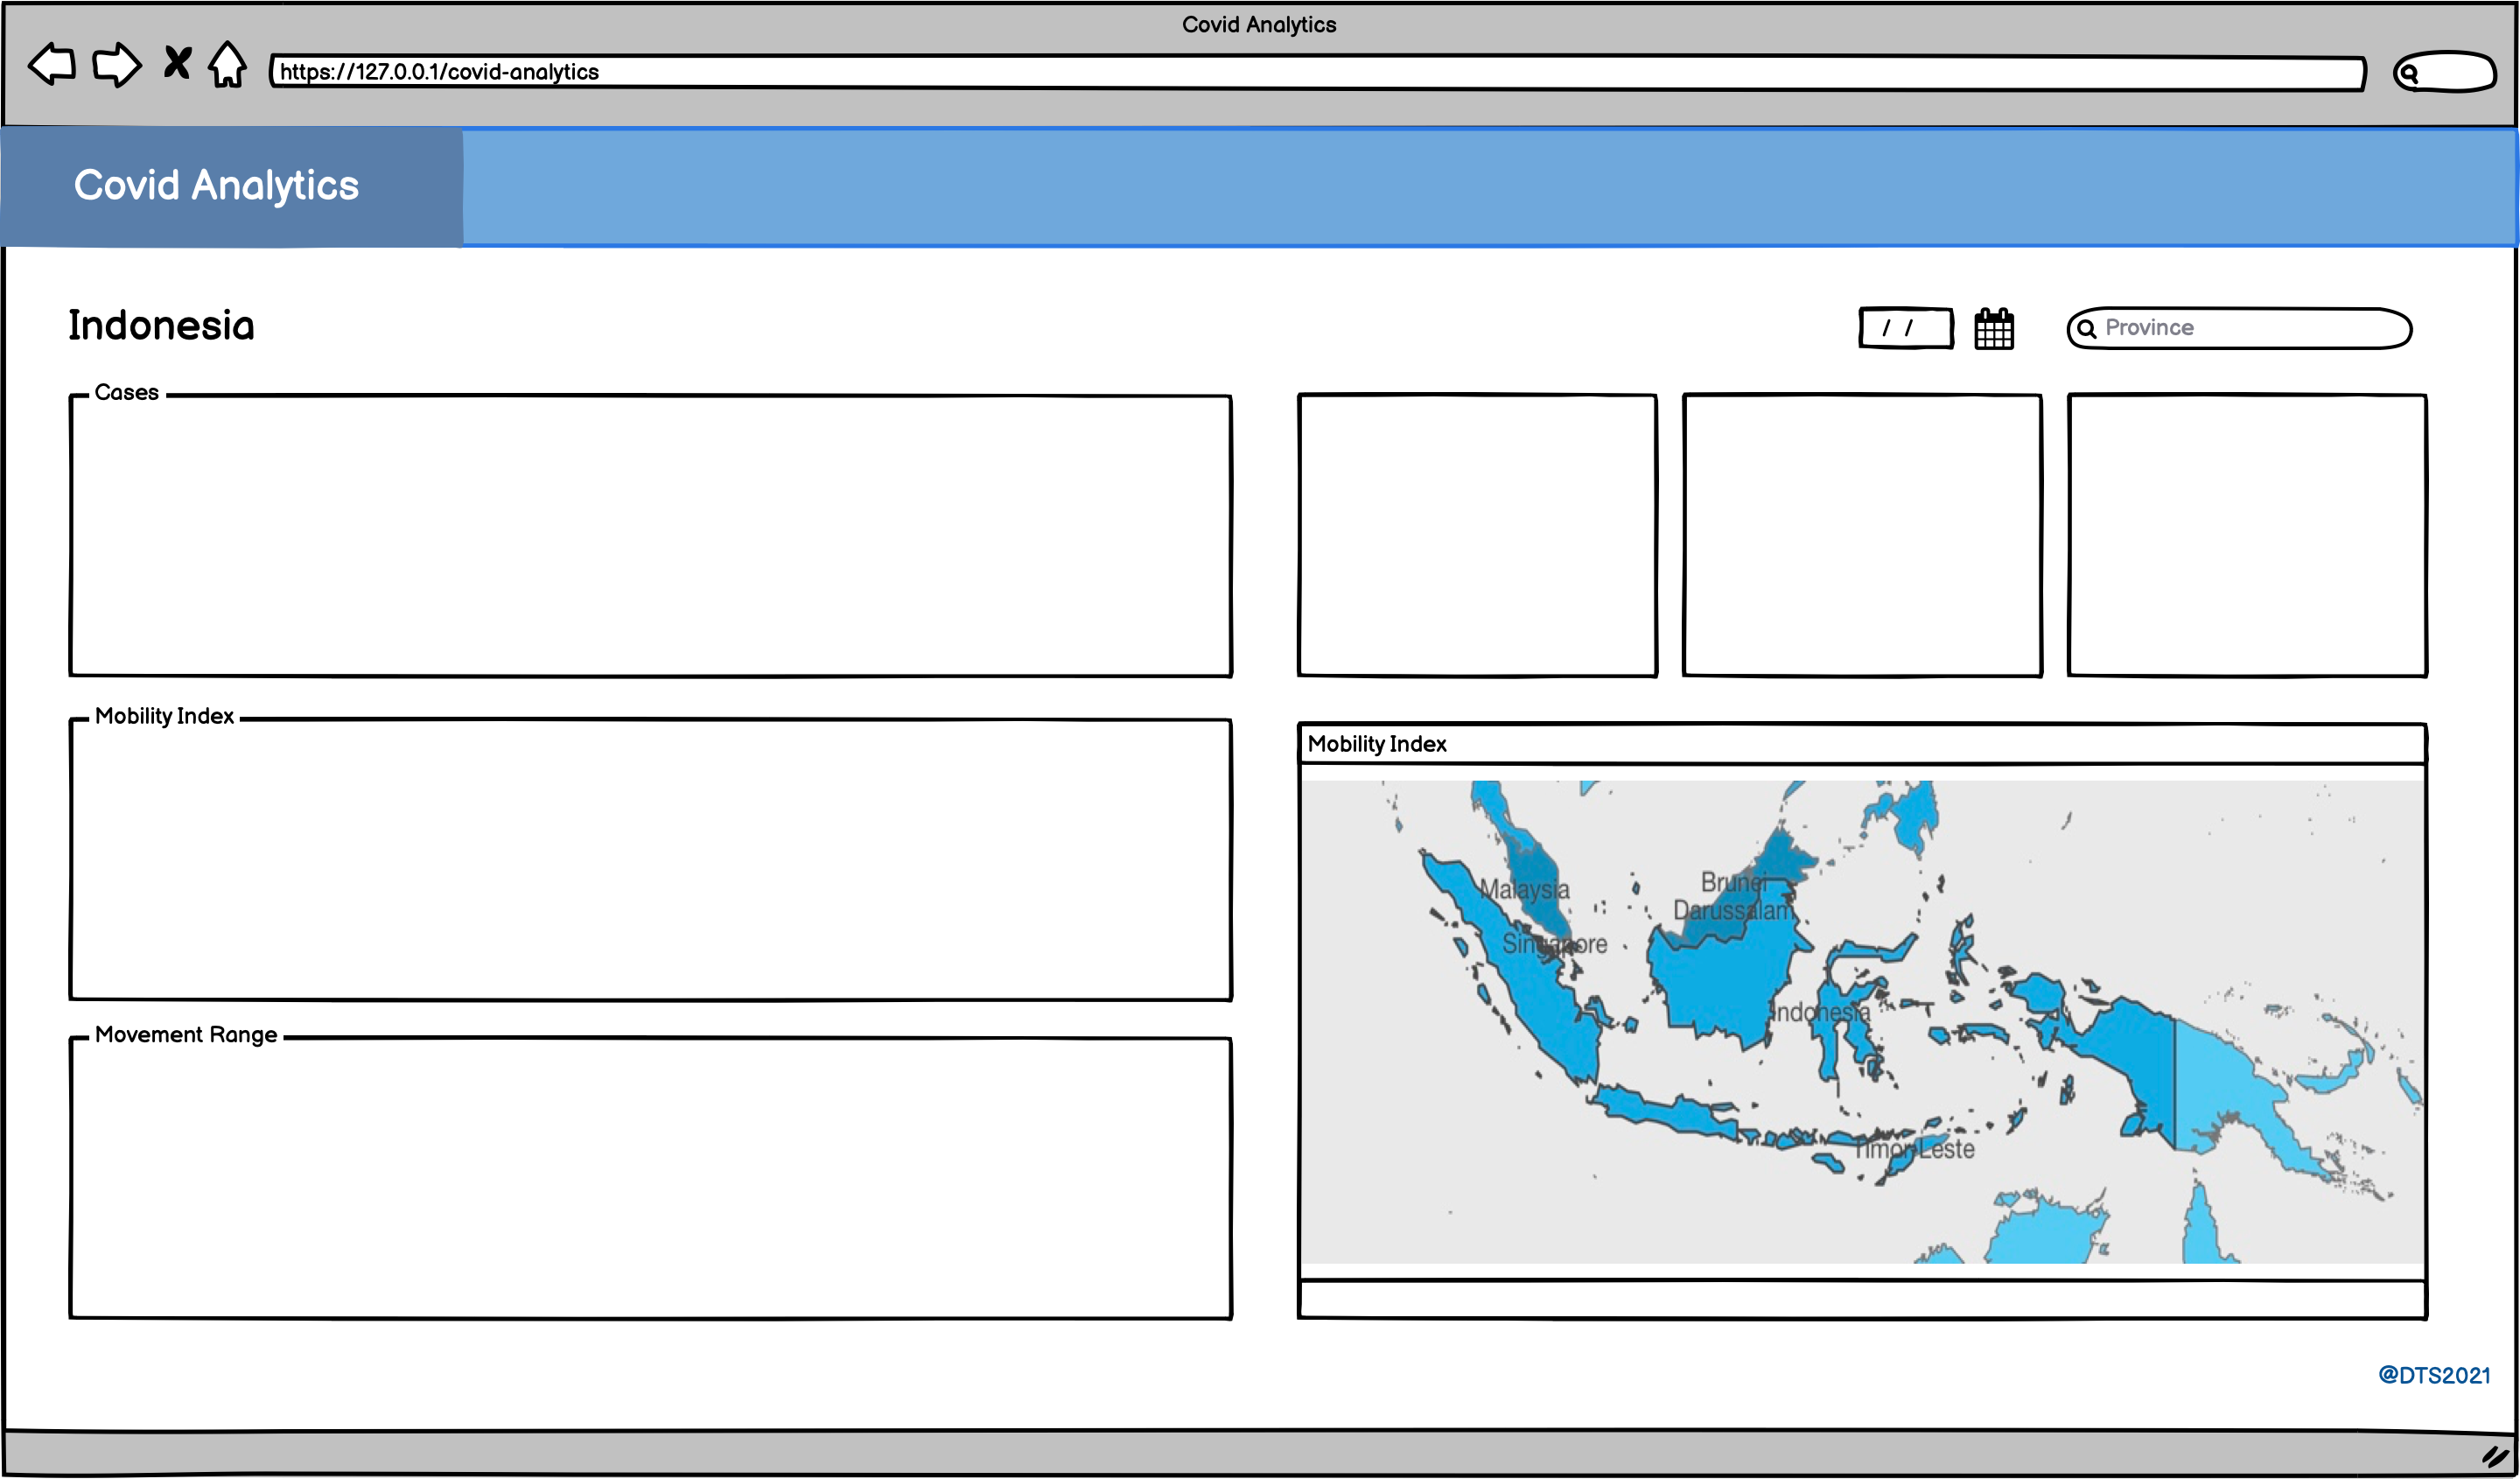 Covid Analytics
https://127.0.0.1/covid-analytics
Covid Analytics
Indonesia
/ /
Province
Cases
Mobility Index
Movement Range
Mobility Index
Malaysia
Brunei
Darussalam
Singapore
Indonesia
Timor-Leste
@DTS2021